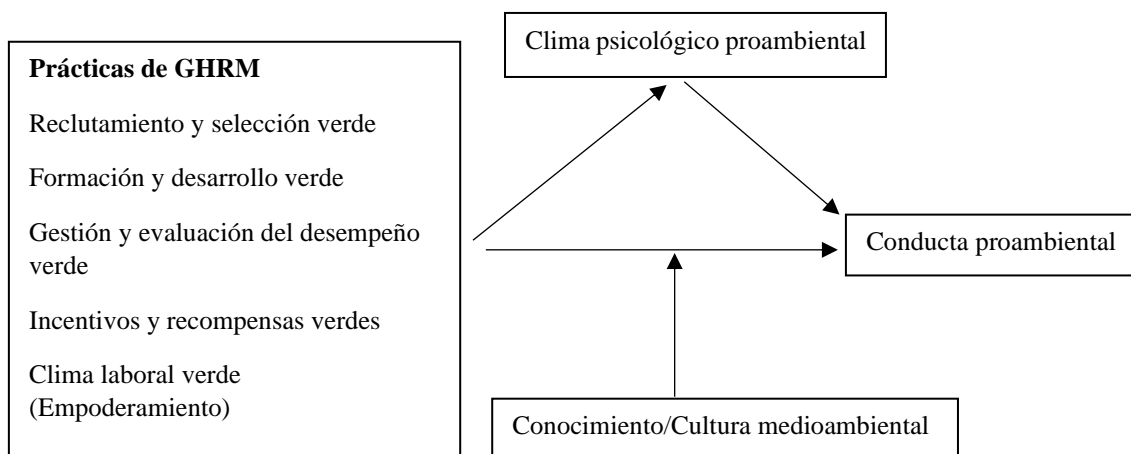 Clima psicológico proambiental
Prácticas de GHRM
Reclutamiento y selección verde
Formación y desarrollo verde
Gestión y evaluación del desempeño
verde
Incentivos y recompensas verdes
Clima laboral verde
(Empoderamiento)
Conducta proambiental
Conocimiento/Cultura medioambiental